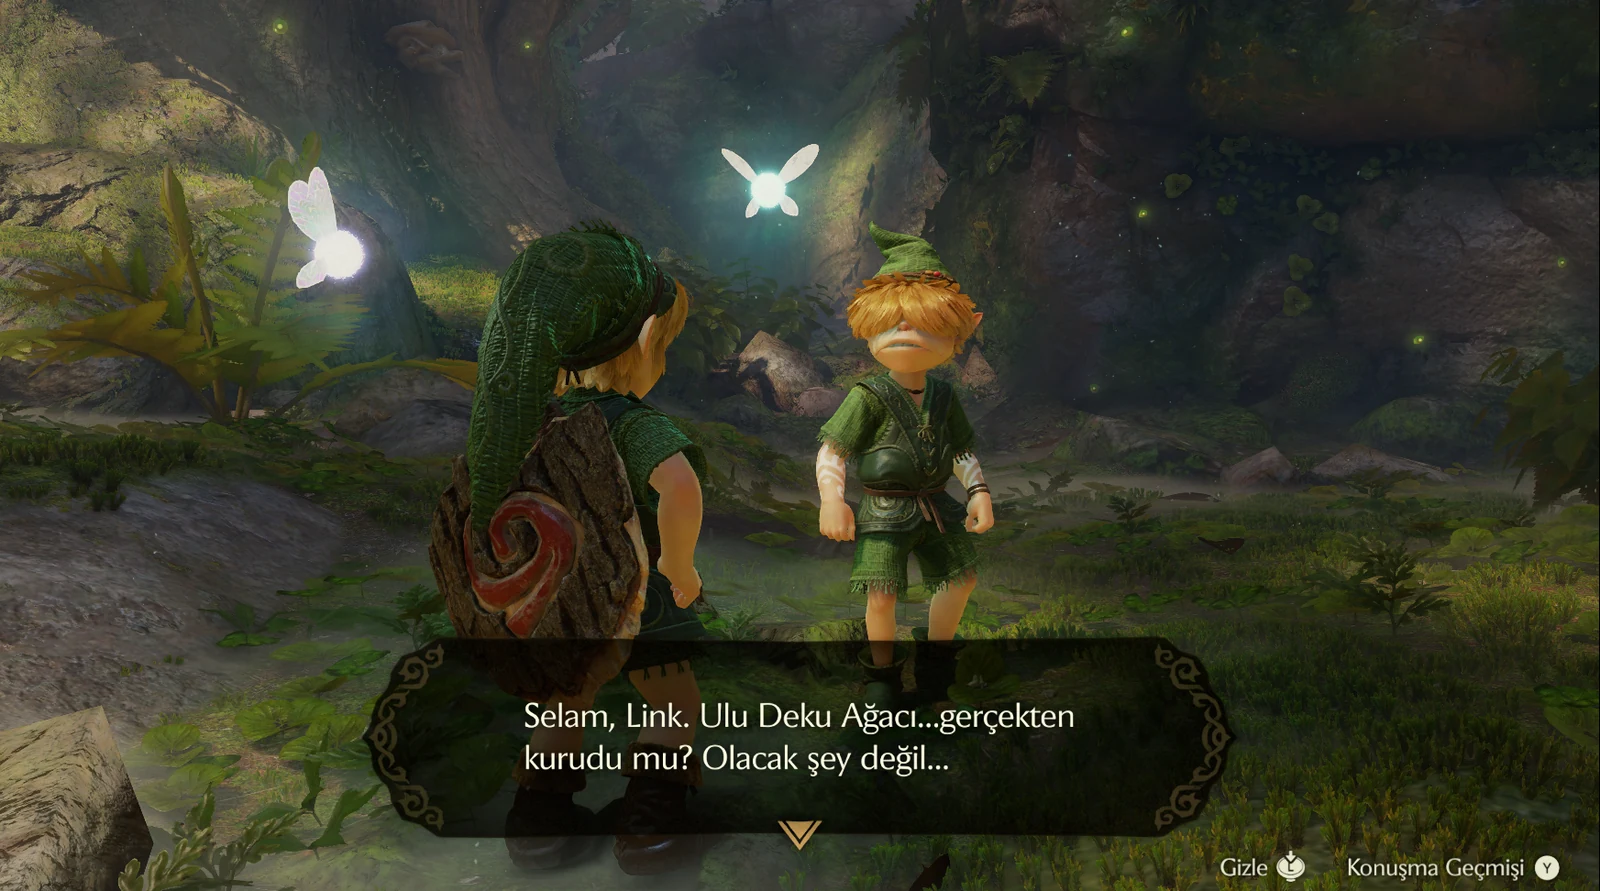 Selam, Link. Ulu Deku Ağacı...gerçekten
kurudu mu? Olacak şey değil...
Gizle L
Konuşma Geçmişi Y